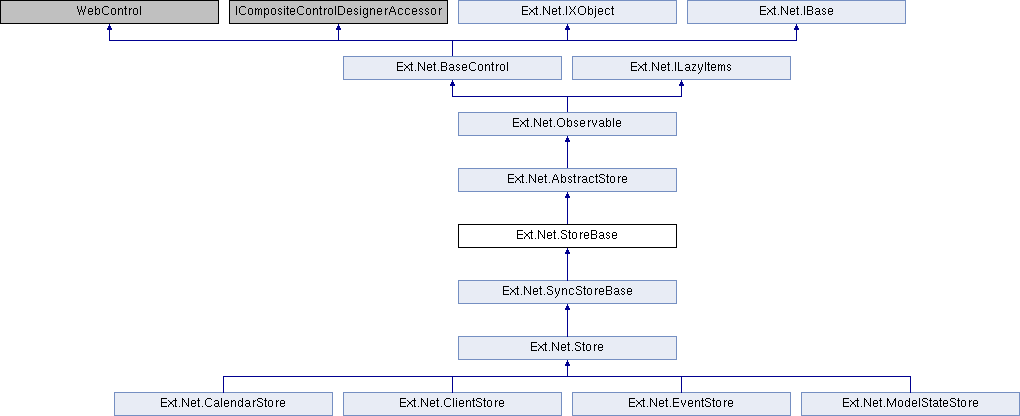 WebControl
ICompositeControlDesignerAccessor
Ext.Net.IXObject
Ext.Net.IBase
Ext.Net.BaseControl
Ext.Net.ILazyItems
Ext.Net.Observable
Ext.Net.AbstractStore
Ext.Net.StoreBase
Ext.Net.SyncStoreBase
Ext.Net.Store
Ext.Net.CalendarStore
Ext.Net.ClientStore
Ext.Net.EventStore
Ext.Net.ModelStateStore